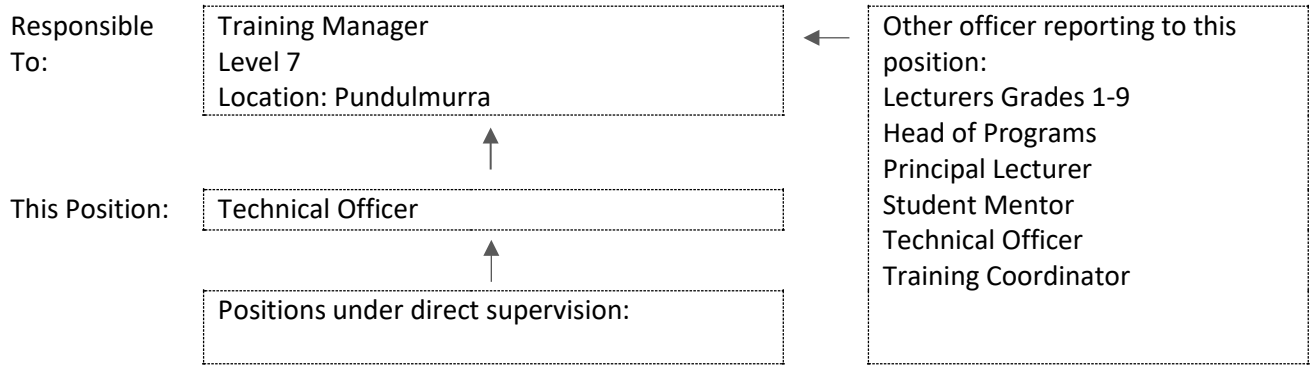 Responsible
To:
Training Manager
Level 7
Location: Pundulmurra
This Position:
Technical Officer
Positions under direct supervision:
Other officer reporting to this
position:
Lecturers Grades 1-9
Head of Programs
Principal Lecturer
Student Mentor
Technical Officer
Training Coordinator